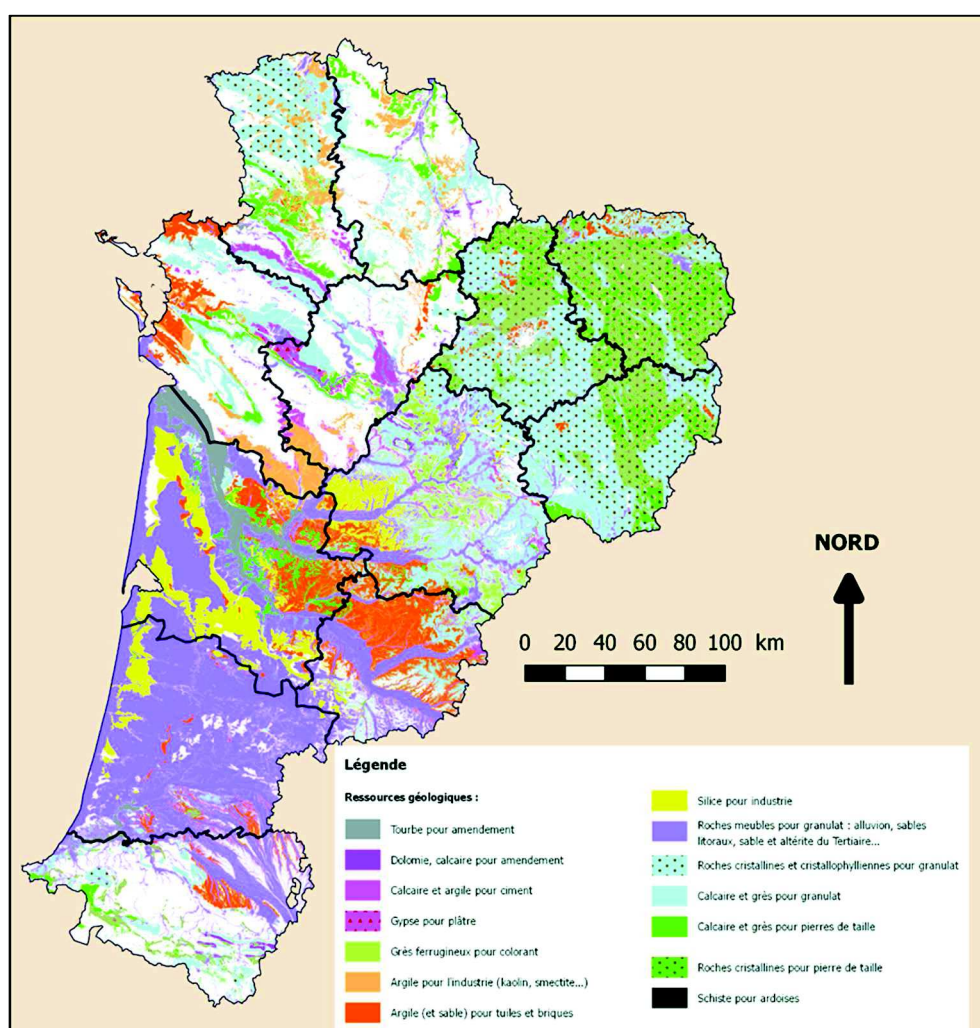 NORD
0 20 40 60 80 100 km
Légende
Ressources géologiques :
Tourbe pour amendement
Dolomie, calcaire pour amendement
Calcaire et argile pour ciment
Gypse pour plâtre
Grès ferrugineux pour colorant
Argile pour l'industrie (kaolin, smectite...)
Argile (et sable) pour tuiles et briques
Silice pour industrie
Roches meubles pour granulat : alluvion, sables
litoraux, sable et altérite du Tertiaire...
Roches cristallines et cristallophylliennes pour granulat
Calcaire et grès pour granulat
Calcaire et grès pour pierres de taille
Roches cristallines pour pierre de taille
Schiste pour ardoises